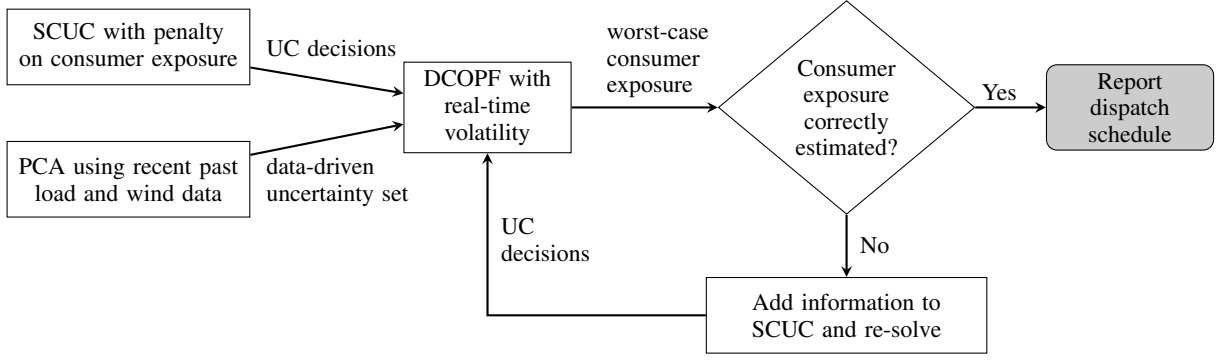 SCUC with penalty
on consumer exposure
UC decisions
PCA using recent past
load and wind data
data-driven
uncertainty set
DCOPF with
real-time
volatility
worst-case
consumer
exposure
Consumer
exposure
correctly
estimated?
Yes
Report
dispatch
schedule
No
Add information to
SCUC and re-solve
UC
decisions